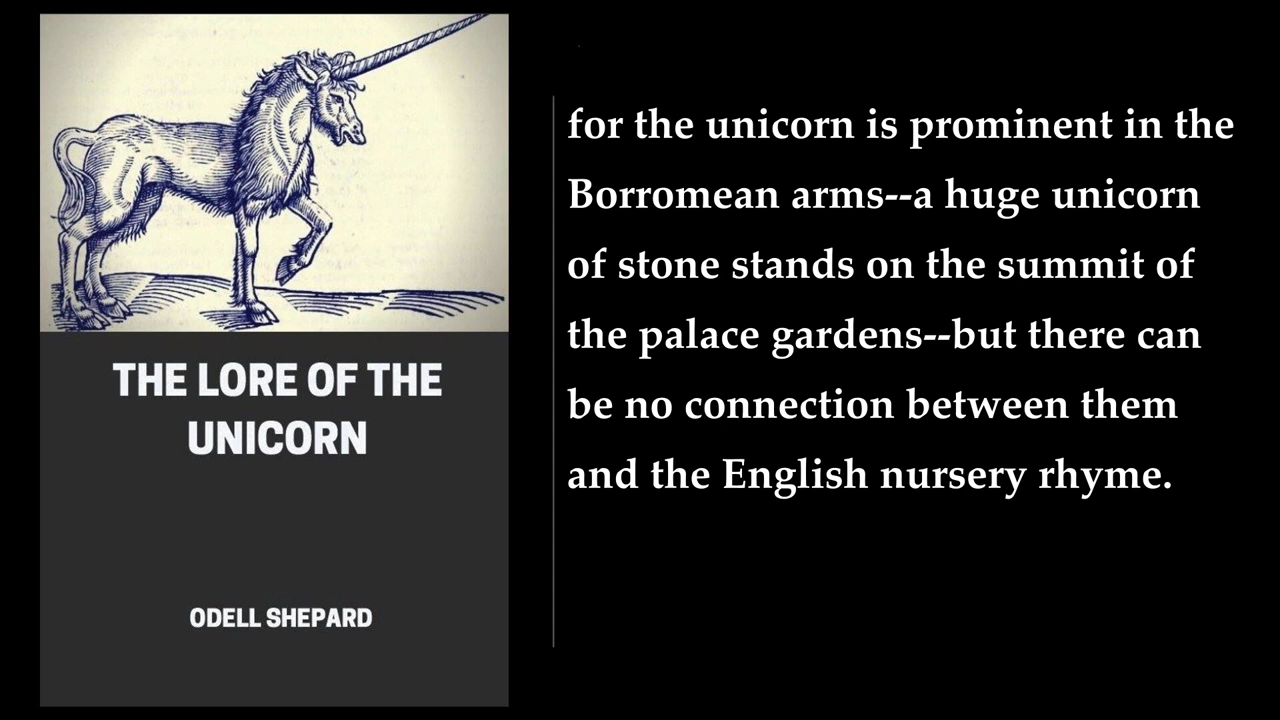 THE LORE OF THE
UNICORN
ODELL SHEPARD
for the unicorn is prominent in the
Borromean arms--a huge unicorn
of stone stands on the summit of
the palace gardens--but there can
be no connection between them
and the English nursery rhyme.